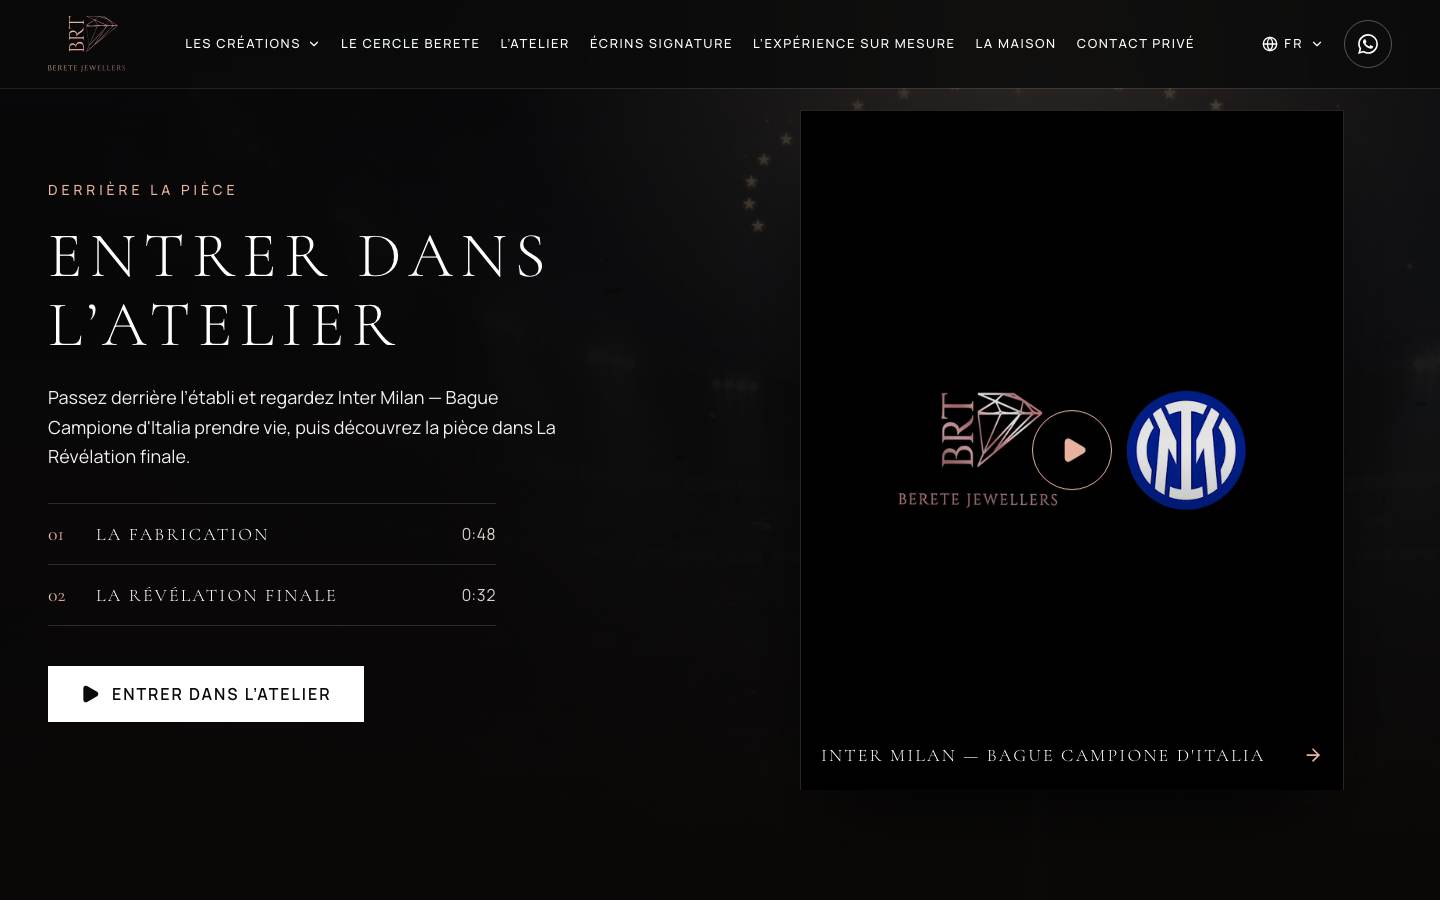 BRT
BERETE JEWELLERS
LES CRÉATIONS
LE CERCLE BERETE
L’ATELIER
ÉCRINS SIGNATURE
L’EXPÉRIENCE SUR MESURE
LA MAISON
CONTACT PRIVÉ
FR
DERRIÈRE LA PIÈCE
ENTRER DANS
L’ATELIER
Passez derrière l’établi et regardez Inter Milan — Bague
Campione d'Italia prendre vie, puis découvrez la pièce dans La
Révélation finale.
01 LA FABRICATION 0:48
02 LA RÉVÉLATION FINALE 0:32
ENTRER DANS L’ATELIER
BRT
BERETE JEWELLERS
INTER MILAN — BAGUE CAMPIONE D'ITALIA